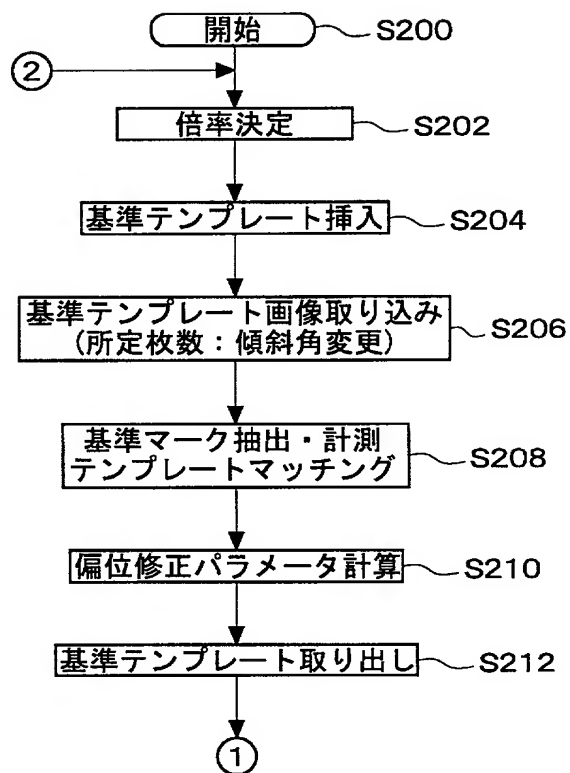 開始 S200
②
倍率決定 S202
基準テンプレート挿入 S204
基準テンプレート画像取り込み
(所定枚数：傾斜角変更) S206
基準マーク抽出・計測
テンプレートマッチング S208
偏位修正パラメータ計算 S210
基準テンプレート取り出し S212
①